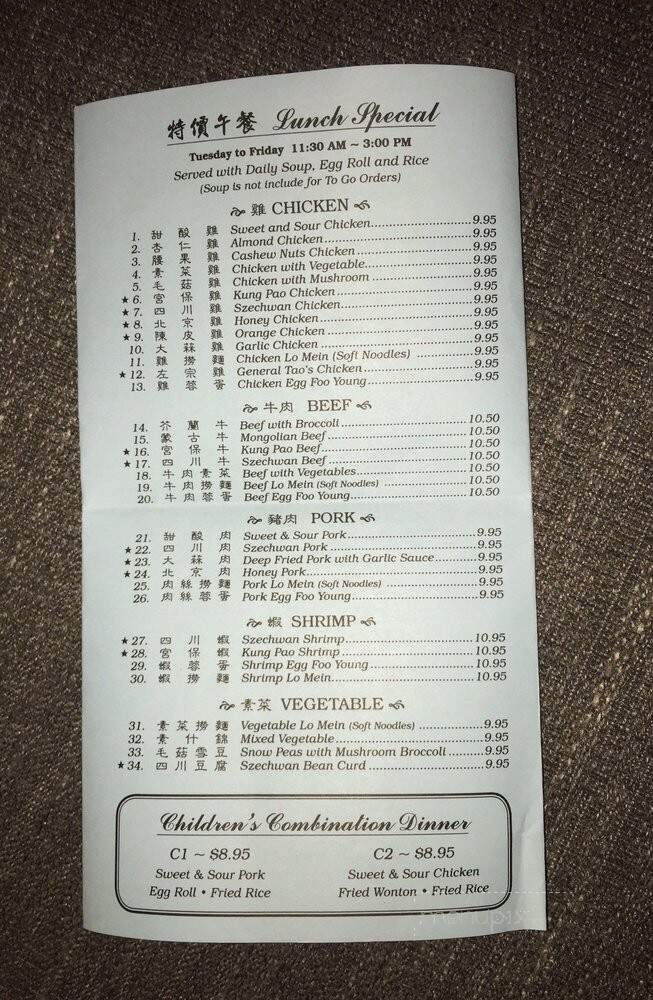 特價午餐 Lunch Special
Tuesday to Friday 11:30 AM ~ 3:00 PM
Served with Daily Soup, Egg Roll and Rice
(Soup is not include for To Go Orders)
雞 CHICKEN
1. 甜酸雞 Sweet and Sour Chicken 9.95
2. 杏仁雞 Almond Chicken 9.95
3. 腰果雞 Cashew Nuts Chicken 9.95
4. 素菜雞 Chicken with Vegetable 9.95
5. 毛菇雞 Chicken with Mushroom 9.95
★ 6. 宮保雞 Kung Pao Chicken 9.95
★ 7. 四川雞 Szechwan Chicken 9.95
★ 8. 北京雞 Honey Chicken 9.95
★ 9. 陳皮雞 Orange Chicken 9.95
10. 大蒜雞 Garlic Chicken 9.95
11. 雞撈麵 Chicken Lo Mein (Soft Noodles) 9.95
★ 12. 左宗雞 General Tao's Chicken 9.95
13. 雞蓉蛋 Chicken Egg Foo Young 9.95
牛肉 BEEF
14. 芥蘭牛 Beef with Broccoli 10.50
15. 蒙古牛 Mongolian Beef 10.50
★ 16. 宮保牛 Kung Pao Beef 10.50
★ 17. 四川牛 Szechwan Beef 10.50
18. 牛肉素菜 Beef with Vegetables 10.50
19. 牛肉撈麵 Beef Lo Mein (Soft Noodles) 10.50
20. 牛肉蓉蛋 Beef Egg Foo Young 10.50
豬肉 PORK
21. 甜酸肉 Sweet & Sour Pork 9.95
★ 22. 四川肉 Szechwan Pork 9.95
★ 23. 大蒜肉 Deep Fried Pork with Garlic Sauce 9.95
★ 24. 北京肉 Honey Pork 9.95
25. 肉絲撈麵 Pork Lo Mein (Soft Noodles) 9.95
26. 肉絲蓉蛋 Pork Egg Foo Young 9.95
蝦 SHRIMP
★ 27. 四川蝦 Szechwan Shrimp 10.95
★ 28. 宮保蝦 Kung Pao Shrimp 10.95
29. 蝦蓉蛋 Shrimp Egg Foo Young 10.95
30. 蝦撈麵 Shrimp Lo Mein 10.95
素菜 VEGETABLE
31. 素菜撈麵 Vegetable Lo Mein (Soft Noodles) 9.95
32. 素什錦 Mixed Vegetable 9.95
33. 毛菇雪豆 Snow Peas with Mushroom Broccoli 9.95
★ 34. 四川豆腐 Szechwan Bean Curd 9.95
Children's Combination Dinner
C1 ~ $8.95 C2 ~ $8.95
Sweet & Sour Pork Sweet & Sour Chicken
Egg Roll • Fried Rice Fried Wonton • Fried Rice
menupix